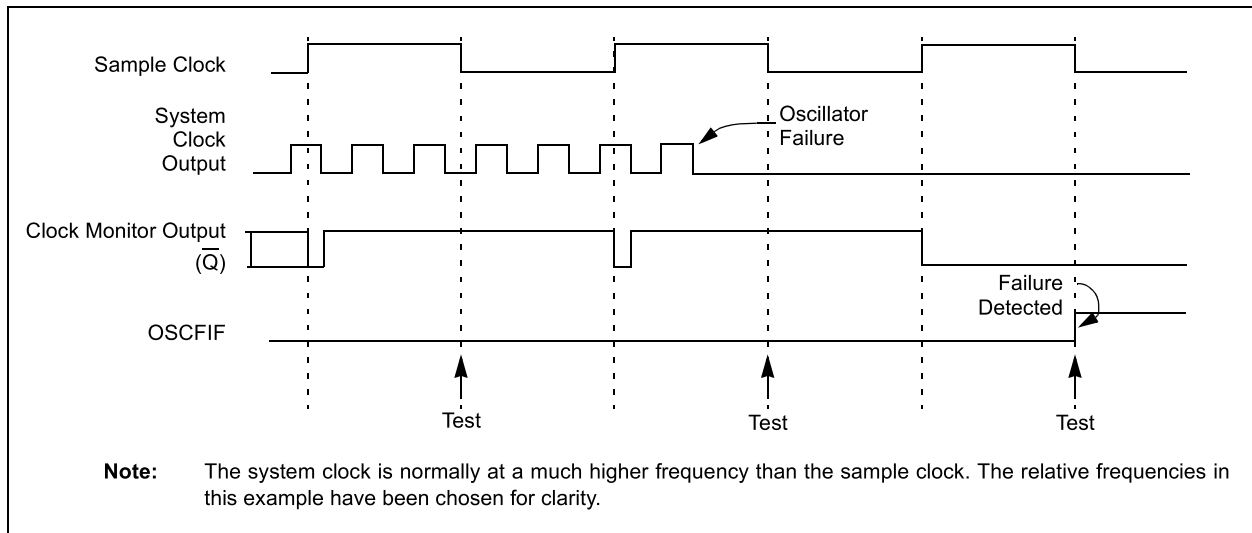 Sample Clock
System
Clock
Output
Oscillator
Failure
Clock Monitor Output
(Q̅)
Failure
Detected
OSCFIF
Test
Test
Test
Note: The system clock is normally at a much higher frequency than the sample clock. The relative frequencies in
this example have been chosen for clarity.